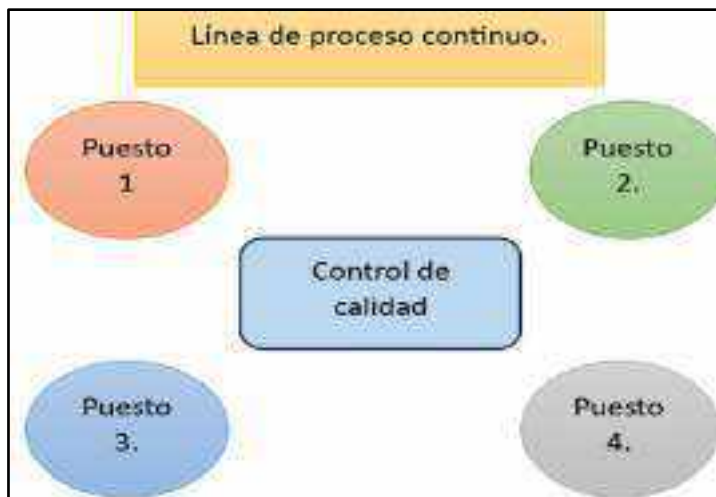 Línea de proceso continuo.
Puesto
1
Puesto
2.
Control de
calidad
Puesto
3.
Puesto
4.